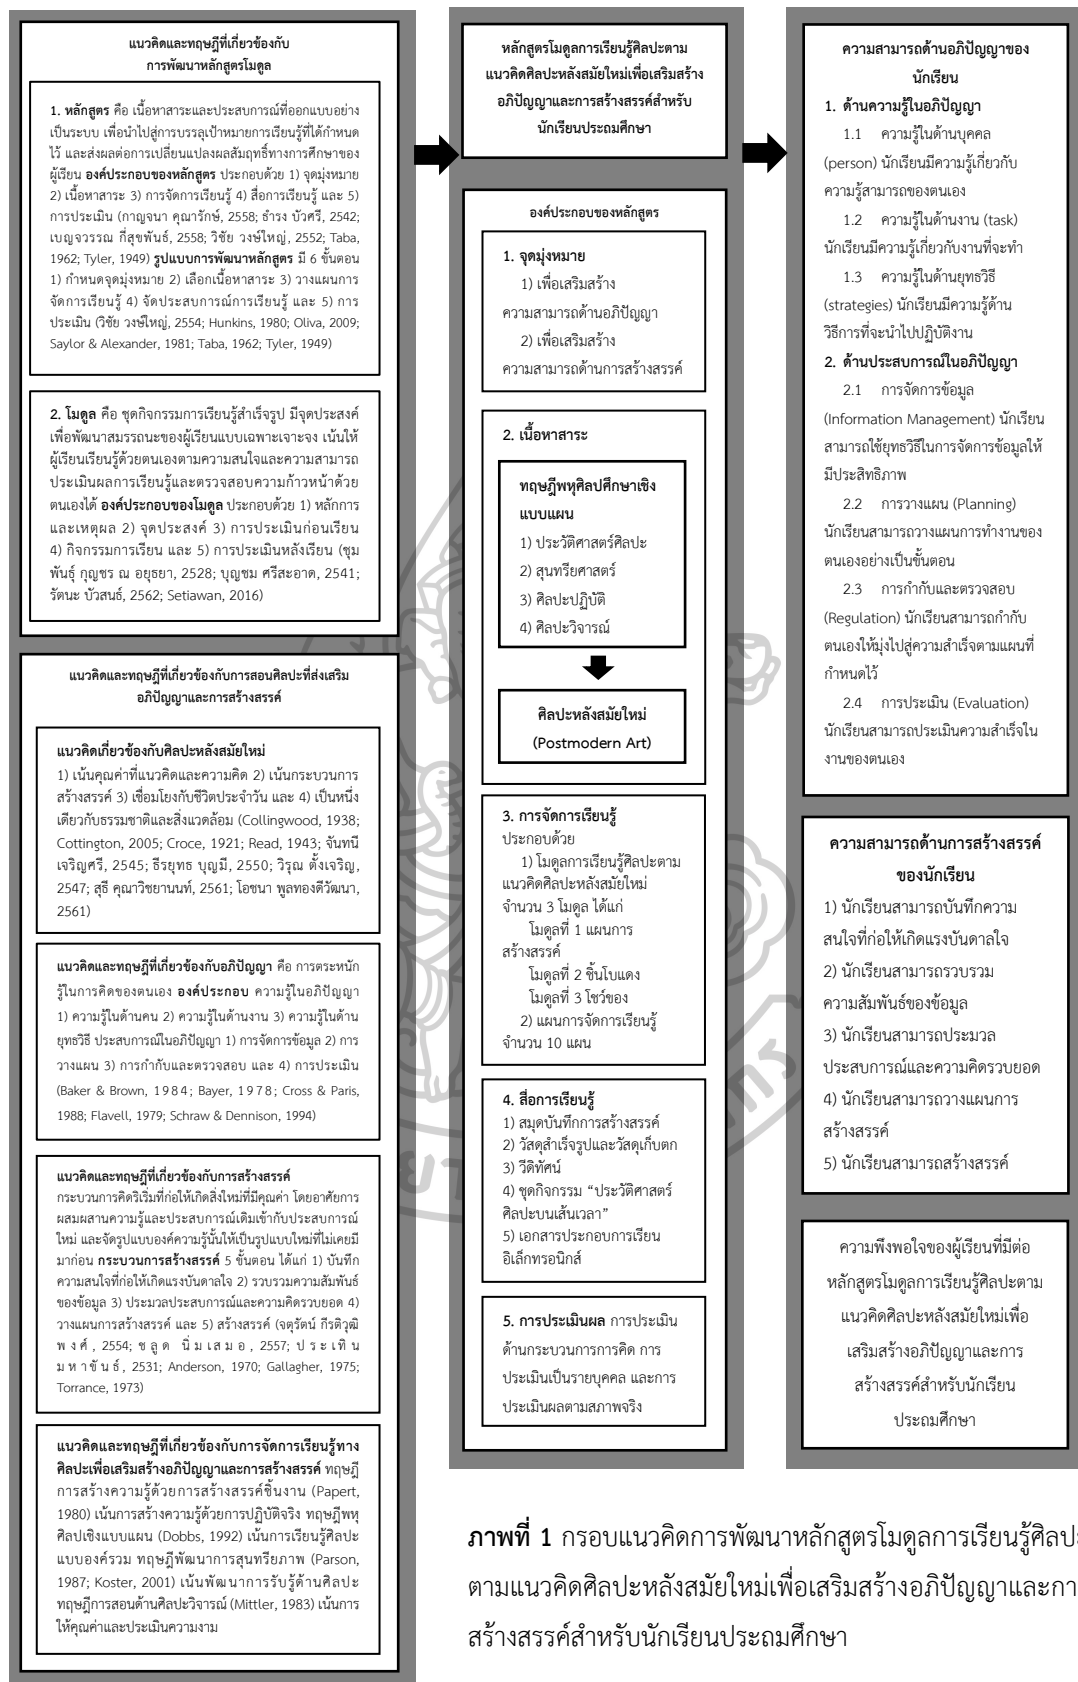 แนวคิดและทฤษฎีที่เกี่ยวข้องกับ
การพัฒนาหลักสูตรโมดูล
1. หลักสูตร คือ เนื้อหาสาระและประสบการณ์ที่ออกแบบอย่าง
เป็นระบบ เพื่อนำไปสู่การบรรลุเป้าหมายการเรียนรู้ที่ได้กำหนด
ไว้ และส่งผลต่อการเปลี่ยนแปลงผลสัมฤทธิ์ทางการศึกษาของ
ผู้เรียน องค์ประกอบของหลักสูตร ประกอบด้วย 1) จุดมุ่งหมาย
2) เนื้อหาสาระ 3) การจัดการเรียนรู้ 4) สื่อการเรียนรู้ และ 5)
การประเมิน (กาญจนา คุณารักษ์, 2558; ธำรง บัวศรี, 2542;
เบญจวรรณ กี่สุขพันธ์, 2558; วิชัย วงษ์ใหญ่, 2552; Taba,
1962; Tyler, 1949) รูปแบบการพัฒนาหลักสูตร มี 6 ขั้นตอน
1) กำหนดจุดมุ่งหมาย 2) เลือกเนื้อหาสาระ 3) วางแผนการ
จัดการเรียนรู้ 4) จัดประสบการณ์การเรียนรู้ และ 5) การ
ประเมิน (วิชัย วงษ์ใหญ่, 2554; Hunkins, 1980; Oliva, 2009;
Saylor & Alexander, 1981; Taba, 1962; Tyler, 1949)
2. โมดูล คือ ชุดกิจกรรมการเรียนรู้สำเร็จรูป มีจุดประสงค์
เพื่อพัฒนาสมรรถนะของผู้เรียนแบบเฉพาะเจาะจง เน้นให้
ผู้เรียนเรียนรู้ด้วยตนเองตามความสนใจและความสามารถ
ประเมินผลการเรียนรู้และตรวจสอบความก้าวหน้าด้วย
ตนเองได้ องค์ประกอบของโมดูล ประกอบด้วย 1) หลักการ
และเหตุผล 2) จุดประสงค์ 3) การประเมินก่อนเรียน
4) กิจกรรมการเรียน และ 5) การประเมินหลังเรียน (ชุม
พันธุ์ กุญชร ณ อยุธยา, 2528; บุญชม ศรีสะอาด, 2541;
รัตนะ บัวสนธ์, 2562; Setiawan, 2016)
แนวคิดและทฤษฎีที่เกี่ยวข้องกับการสอนศิลปะที่ส่งเสริม
อภิปัญญาและการสร้างสรรค์
แนวคิดเกี่ยวข้องกับศิลปะหลังสมัยใหม่
1) เน้นคุณค่าที่แนวคิดและความคิด 2) เน้นกระบวนการ
สร้างสรรค์ 3) เชื่อมโยงกับชีวิตประจำวัน และ 4) เป็นหนึ่ง
เดียวกับธรรมชาติและสิ่งแวดล้อม (Collingwood, 1938;
Cottington, 2005; Croce, 1921; Read, 1943; จันทนี
เจริญศรี, 2545; ธีรยุทธ บุญมี, 2550; วิรุณ ตั้งเจริญ,
2547; สุธี คุณาวิชยานนท์, 2561; โอชนา พูลทองดีวัฒนา,
2561)
แนวคิดและทฤษฎีที่เกี่ยวข้องกับอภิปัญญา คือ การตระหนัก
รู้ในการคิดของตนเอง องค์ประกอบ ความรู้ในอภิปัญญา
1) ความรู้ในด้านคน 2) ความรู้ในด้านงาน 3) ความรู้ในด้าน
ยุทธวิธี ประสบการณ์ในอภิปัญญา 1) การจัดการข้อมูล 2) การ
วางแผน 3) การกำกับและตรวจสอบ และ 4) การประเมิน
(Baker & Brown, 1984; Bayer, 1978; Cross & Paris,
1988; Flavell, 1979; Schraw & Dennison, 1994)
แนวคิดและทฤษฎีที่เกี่ยวข้องกับการสร้างสรรค์
กระบวนการคิดริเริ่มที่ก่อให้เกิดสิ่งใหม่ที่มีคุณค่า โดยอาศัยการ
ผสมผสานความรู้และประสบการณ์เดิมเข้ากับประสบการณ์
ใหม่ และจัดรูปแบบองค์ความรู้นั้นให้เป็นรูปแบบใหม่ที่ไม่เคยมี
มาก่อน กระบวนการสร้างสรรค์ 5 ขั้นตอน ได้แก่ 1) บันทึก
ความสนใจที่ก่อให้เกิดแรงบันดาลใจ 2) รวบรวมความสัมพันธ์
ของข้อมูล 3) ประมวลประสบการณ์และความคิดรวบยอด 4)
วางแผนการสร้างสรรค์ และ 5) สร้างสรรค์ (จตุรัตน์ กีรติวุฒิ
พงศ์, 2554; ชลูด นิ่มเสมอ, 2557; ประเทิน
มหาขันธ์, 2531; Anderson, 1970; Gallagher, 1975;
Torrance, 1973)
แนวคิดและทฤษฎีที่เกี่ยวข้องกับการจัดการเรียนรู้ทาง
ศิลปะเพื่อเสริมสร้างอภิปัญญาและการสร้างสรรค์ ทฤษฎี
การสร้างความรู้ด้วยการสร้างสรรค์ชิ้นงาน (Papert,
1980) เน้นการสร้างความรู้ด้วยการปฏิบัติจริง ทฤษฎีพหุ
ศิลปเชิงแบบแผน (Dobbs, 1992) เน้นการเรียนรู้ศิลปะ
แบบองค์รวม ทฤษฎีพัฒนาการสุนทรียภาพ (Parson,
1987; Koster, 2001) เน้นพัฒนาการรับรู้ด้านศิลปะ
ทฤษฎีการสอนด้านศิลปะวิจารณ์ (Mittler, 1983) เน้นการ
ให้คุณค่าและประเมินความงาม
หลักสูตรโมดูลการเรียนรู้ศิลปะตาม
แนวคิดศิลปะหลังสมัยใหม่เพื่อเสริมสร้าง
อภิปัญญาและการสร้างสรรค์สำหรับ
นักเรียนประถมศึกษา
องค์ประกอบของหลักสูตร
1. จุดมุ่งหมาย
1) เพื่อเสริมสร้าง
ความสามารถด้านอภิปัญญา
2) เพื่อเสริมสร้าง
ความสามารถด้านการสร้างสรรค์
2. เนื้อหาสาระ
ทฤษฎีพหุศิลปศึกษาเชิง
แบบแผน
1) ประวัติศาสตร์ศิลปะ
2) สุนทรียศาสตร์
3) ศิลปะปฏิบัติ
4) ศิลปะวิจารณ์
ศิลปะหลังสมัยใหม่
(Postmodern Art)
3. การจัดการเรียนรู้
ประกอบด้วย
1) โมดูลการเรียนรู้ศิลปะตาม
แนวคิดศิลปะหลังสมัยใหม่
จำนวน 3 โมดูล ได้แก่
โมดูลที่ 1 แผนการ
สร้างสรรค์
โมดูลที่ 2 ชิ้นโบแดง
โมดูลที่ 3 โชว์ของ
2) แผนการจัดการเรียนรู้
จำนวน 10 แผน
4. สื่อการเรียนรู้
1) สมุดบันทึกการสร้างสรรค์
2) วัสดุสำเร็จรูปและวัสดุเก็บตก
3) วีดิทัศน์
4) ชุดกิจกรรม “ประวัติศาสตร์
ศิลปะบนเส้นเวลา”
5) เอกสารประกอบการเรียน
อิเล็กทรอนิกส์
5. การประเมินผล การประเมิน
ด้านกระบวนการการคิด การ
ประเมินเป็นรายบุคคล และการ
ประเมินผลตามสภาพจริง
ความสามารถด้านอภิปัญญาของ
นักเรียน
1. ด้านความรู้ในอภิปัญญา
1.1 ความรู้ในด้านบุคคล
(person) นักเรียนมีความรู้เกี่ยวกับ
ความรู้สามารถของตนเอง
1.2 ความรู้ในด้านงาน (task)
นักเรียนมีความรู้เกี่ยวกับงานที่จะทำ
1.3 ความรู้ในด้านยุทธวิธี
(strategies) นักเรียนมีความรู้ด้าน
วิธีการที่จะนำไปปฏิบัติงาน
2. ด้านประสบการณ์ในอภิปัญญา
2.1 การจัดการข้อมูล
(Information Management) นักเรียน
สามารถใช้ยุทธวิธีในการจัดการข้อมูลให้
มีประสิทธิภาพ
2.2 การวางแผน (Planning)
นักเรียนสามารถวางแผนการทำงานของ
ตนเองอย่างเป็นขั้นตอน
2.3 การกำกับและตรวจสอบ
(Regulation) นักเรียนสามารถกำกับ
ตนเองให้มุ่งไปสู่ความสำเร็จตามแผนที่
กำหนดไว้
2.4 การประเมิน (Evaluation)
นักเรียนสามารถประเมินความสำเร็จใน
งานของตนเอง
ความสามารถด้านการสร้างสรรค์
ของนักเรียน
1) นักเรียนสามารถบันทึกความ
สนใจที่ก่อให้เกิดแรงบันดาลใจ
2) นักเรียนสามารถรวบรวม
ความสัมพันธ์ของข้อมูล
3) นักเรียนสามารถประมวล
ประสบการณ์และความคิดรวบยอด
4) นักเรียนสามารถวางแผนการ
สร้างสรรค์
5) นักเรียนสามารถสร้างสรรค์
ความพึงพอใจของผู้เรียนที่มีต่อ
หลักสูตรโมดูลการเรียนรู้ศิลปะตาม
แนวคิดศิลปะหลังสมัยใหม่เพื่อ
เสริมสร้างอภิปัญญาและการ
สร้างสรรค์สำหรับนักเรียน
ประถมศึกษา
ภาพที่ 1 กรอบแนวคิดการพัฒนาหลักสูตรโมดูลการเรียนรู้ศิลปะ
ตามแนวคิดศิลปะหลังสมัยใหม่เพื่อเสริมสร้างอภิปัญญาและกา
สร้างสรรค์สำหรับนักเรียนประถมศึกษา